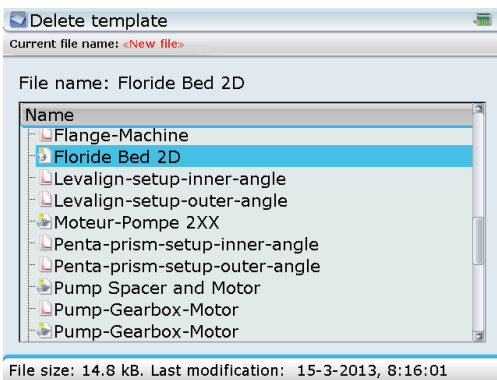 Delete template
Current file name: «New file»
File name: Floride Bed 2D
Name
Flange-Machine
Floride Bed 2D
Levalign-setup-inner-angle
Levalign-setup-outer-angle
Moteur-Pompe 2XX
Penta-prism-setup-inner-angle
Penta-prism-setup-outer-angle
Pump Spacer and Motor
Pump-Gearbox-Motor
Pump-Gearbox-Motor
File size: 14.8 kB. Last modification: 15-3-2013, 8:16:01